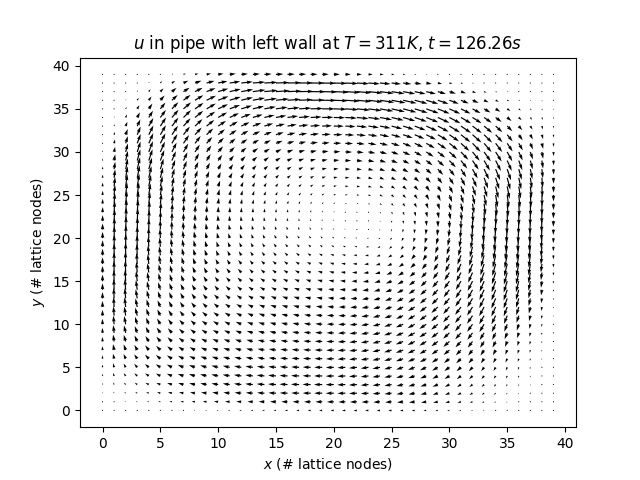 u in pipe with left wall at T = 311K, t = 126.26s
40
35
30
25
20
15
10
5
0
y (# lattice nodes)
0 5 10 15 20 25 30 35 40
x (# lattice nodes)